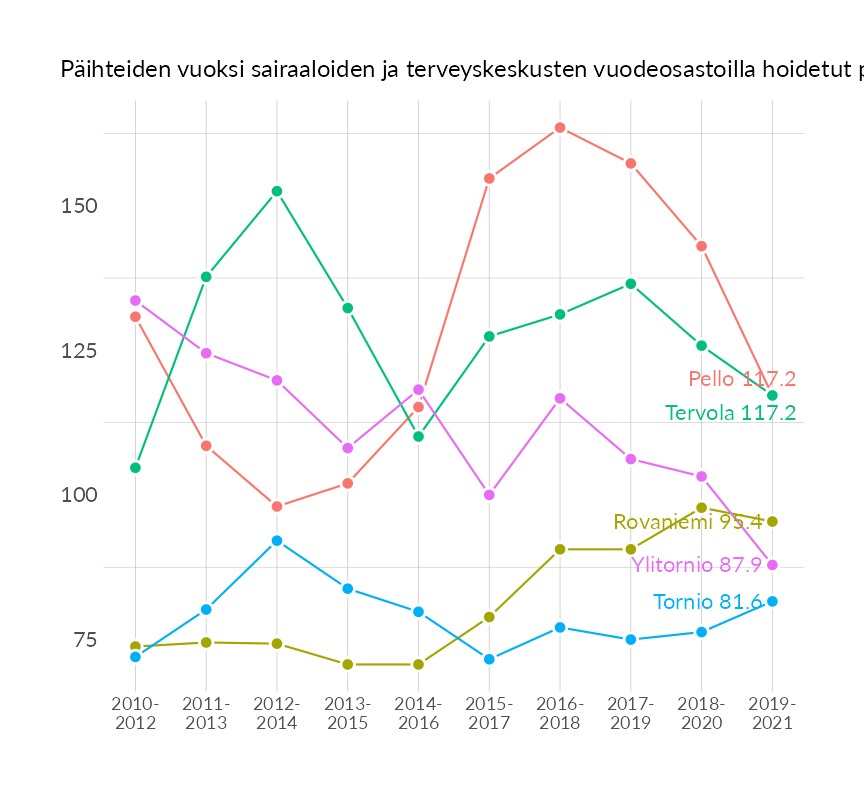 Päihteiden vuoksi sairaaloiden ja terveyskeskusten vuodeosastoilla hoidetut
150
125
100
75
Pello 117.2
Tervola 117.2
Rovaniemi 95.4
Ylitornio 87.9
Tornio 81.6
2010- 2011- 2012- 2013- 2014- 2015- 2016- 2017- 2018- 2019-
2012 2013 2014 2015 2016 2017 2018 2019 2020 2021